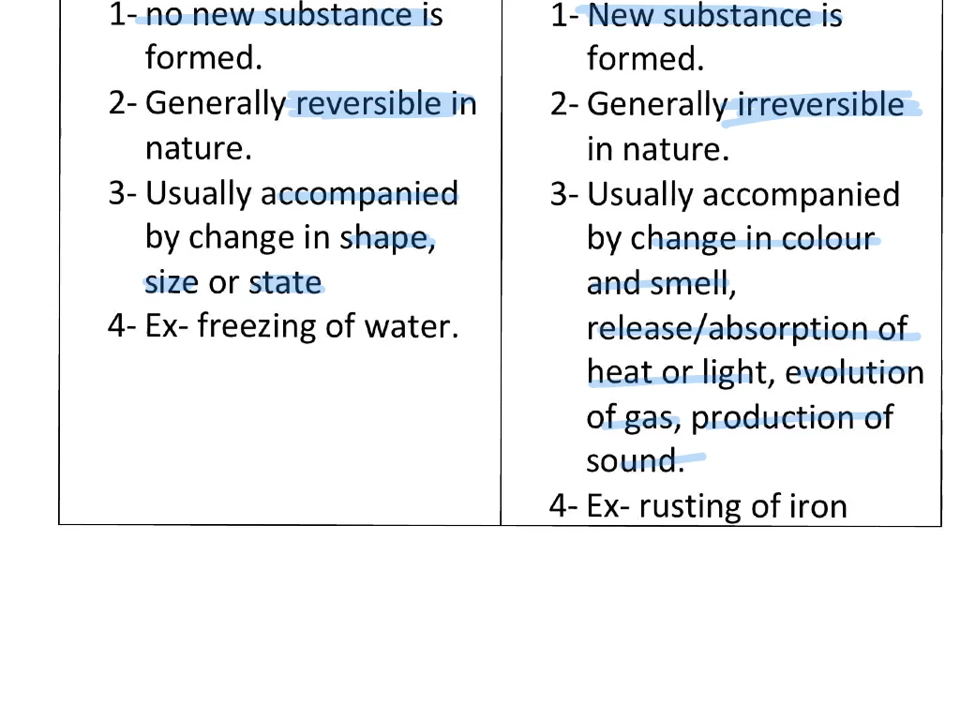 1- no new substance is
formed.
2- Generally reversible in
nature.
3- Usually accompanied
by change in shape,
size or state
4- Ex- freezing of water.
1- New substance is
formed.
2- Generally irreversible
in nature.
3- Usually accompanied
by change in colour
and smell,
release/absorption of
heat or light, evolution
of gas, production of
sound.
4- Ex- rusting of iron